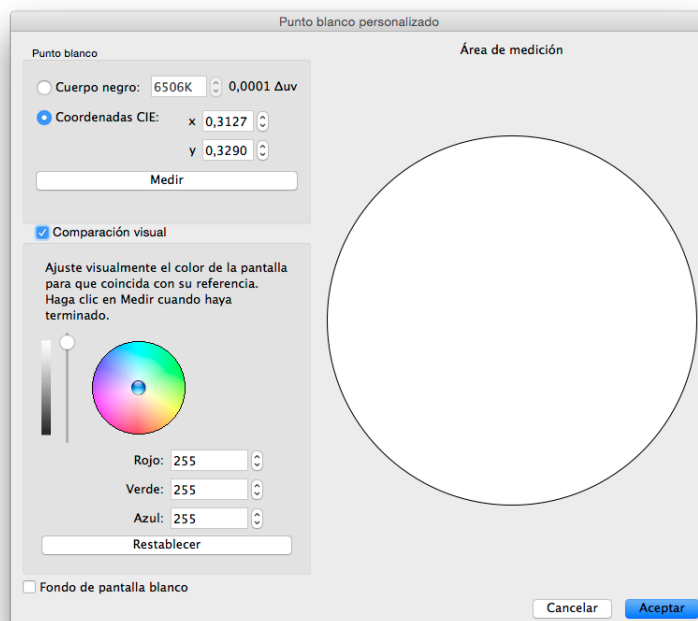 Punto blanco personalizado
Punto blanco
Área de medición
Cuerpo negro: 6506K 0,0001 Δuv
Coordenadas CIE: x 0,3127
y 0,3290
Medir
Comparación visual
Ajuste visualmente el color de la pantalla
para que coincida con su referencia.
Haga clic en Medir cuando haya
terminado.
Rojo: 255
Verde: 255
Azul: 255
Restablecer
Fondo de pantalla blanco
Cancelar
Aceptar